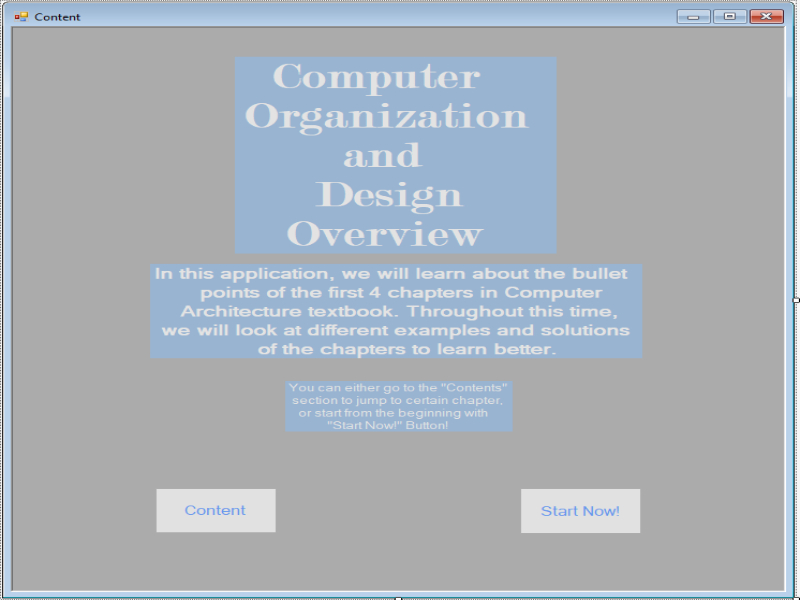 Content
Computer
Organization
and
Design
Overview
In this application, we will learn about the bullet
points of the first 4 chapters in Computer
Architecture textbook. Throughout this time,
we will look at different examples and solutions
of the chapters to learn better.
You can either go to the "Contents"
section to jump to certain chapter,
or start from the beginning with
"Start Now!" Button!
Content
Start Now!